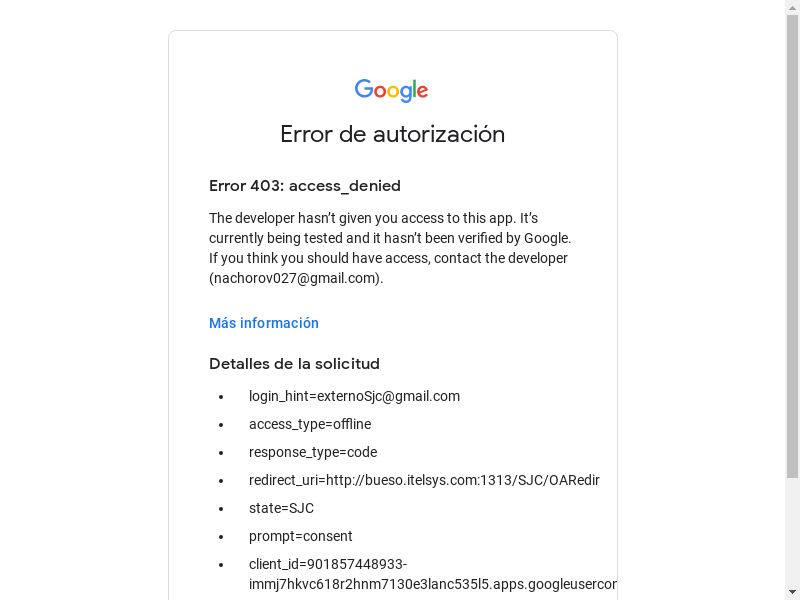 Google
Error de autorización
Error 403: access_denied
The developer hasn’t given you access to this app. It’s
currently being tested and it hasn’t been verified by Google.
If you think you should have access, contact the developer
(nachorov027@gmail.com).
Más información
Detalles de la solicitud
• login_hint=externoSjc@gmail.com
• access_type=offline
• response_type=code
• redirect_uri=http://bueso.itelsys.com:1313/SJC/OARedir
• state=SJC
• prompt=consent
• client_id=901857448933-
immj7hkvc618r2hnm7130e3lanc535l5.apps.googleusercor